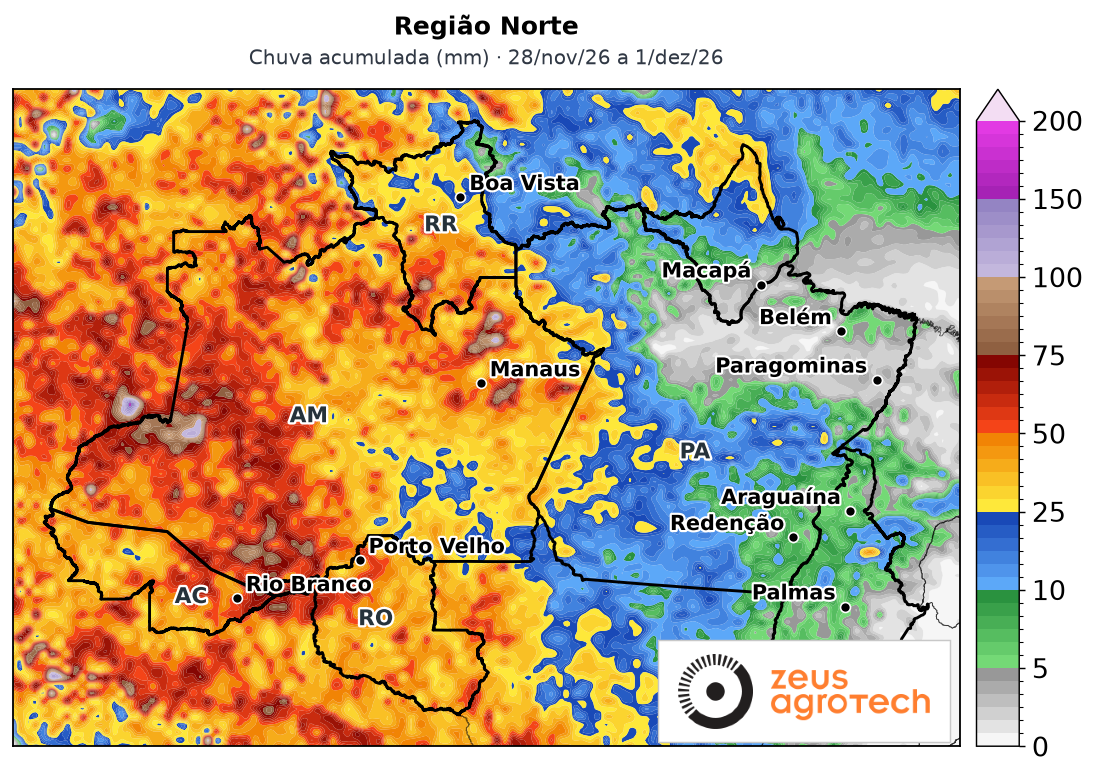 Região Norte
Chuva acumulada (mm) · 28/nov/26 a 1/dez/26
Boa Vista
RR
Macapá
Belém
Manaus
Paragominas
AM
PA
Araguaína
Redenção
Porto Velho
Rio Branco
AC
RO
Palmas
zeus
agrotech
200
150
100
75
50
25
10
5
0